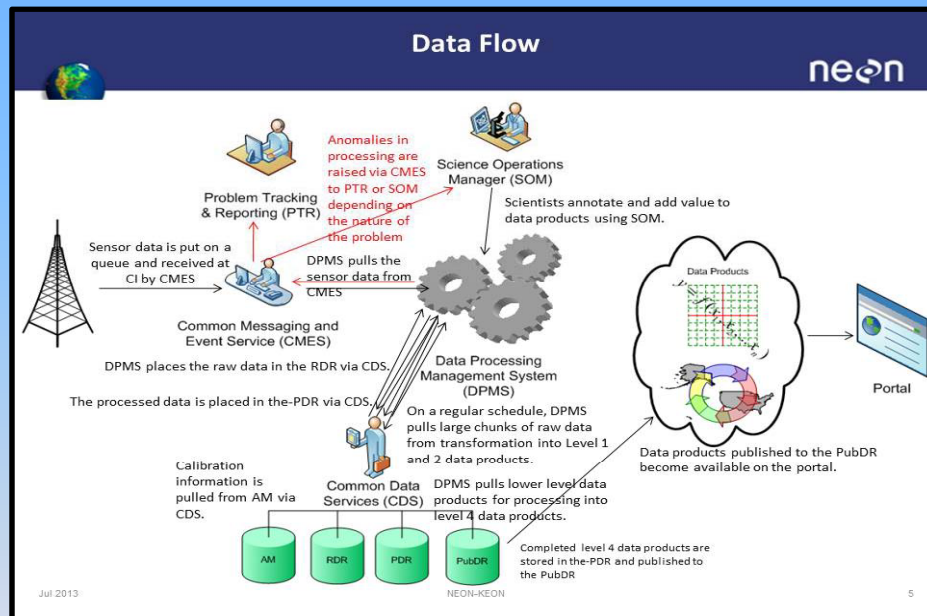 Data Flow
neon
Anomalies in
processing are
raised via CMES
to PTR or SOM
depending on
the nature of
the problem
Problem Tracking
& Reporting (PTR)
Science Operations
Manager (SOM)
Scientists annotate and add value to
data products using SOM.
Sensor data is put on a
queue and received at
CI by CMES
DPMS pulls the
sensor data from
CMES
Common Messaging and
Event Service (CMES)
Data Processing
Management System
(DPMS)
DPMS places the raw data in the RDR via CDS.
The processed data is placed in the-PDR via CDS.
On a regular schedule, DPMS
pulls large chunks of raw data
from transformation into Level 1
and 2 data products.
Calibration
information is
pulled from AM via
CDS.
Common Data
Services (CDS)
DPMS pulls lower level data
products for processing into
level 4 data products.
AM
RDR
PDR
PubDR
Completed level 4 data products are
stored in the-PDR and published to
the PubDR
Data Products
Data products published to the PubDR
become available on the portal.
Portal
Jul 2013
NEON-KEON
5